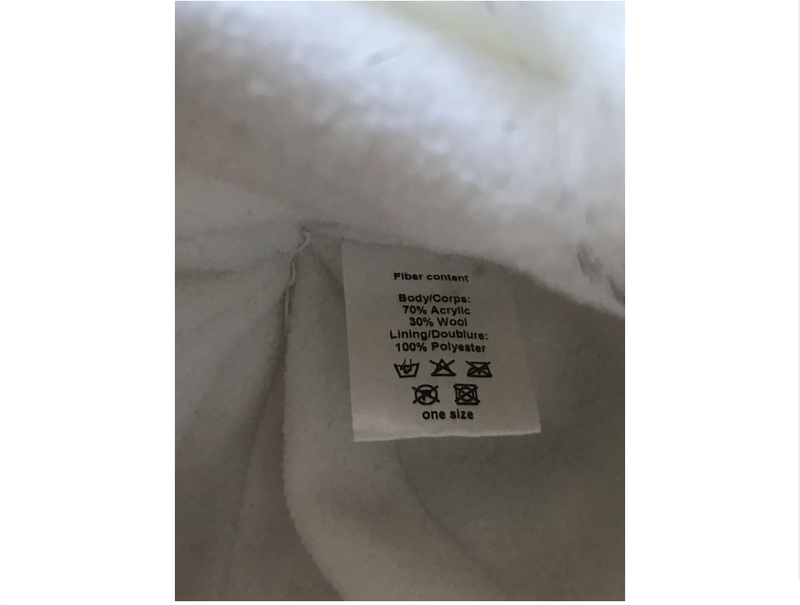 Fiber content
Body/Corps:
70% Acrylic
30% Wool
Lining/Doublure:
100% Polyester
one size